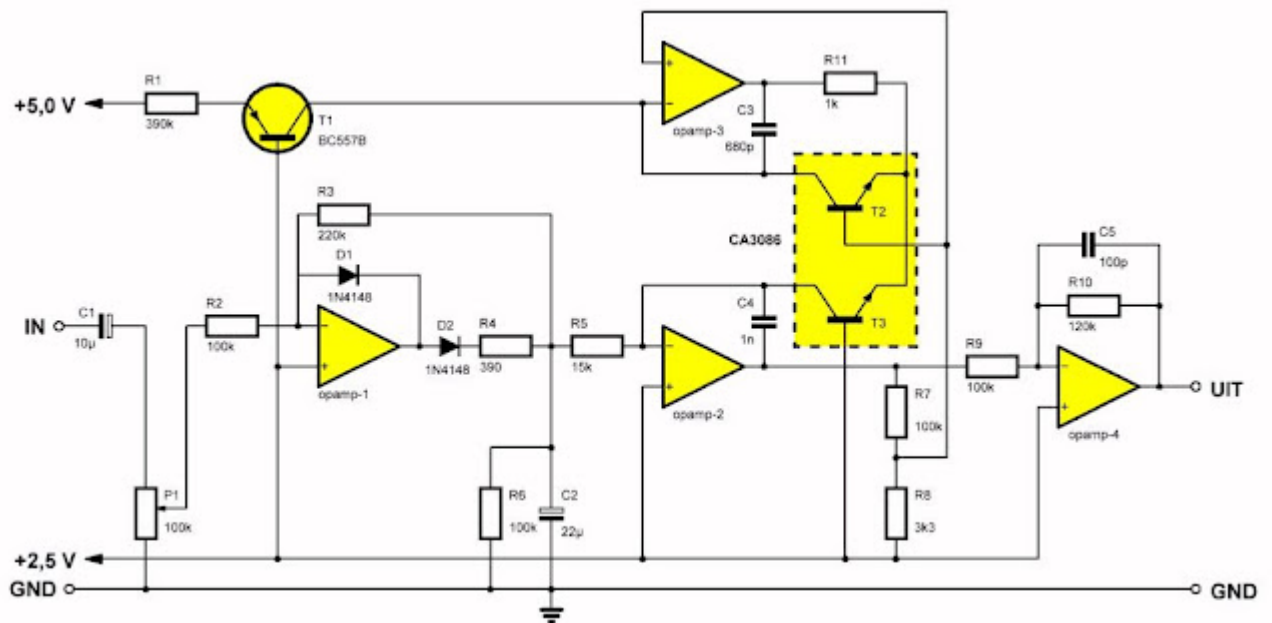 +5,0 V
R1
390k
T1
BC557B
+
-
opamp-3
R11
1k
C3
680p
CA3086
T2
T3
R3
220k
D1
1N4148
IN
C1
10µ
R2
100k
-
+
opamp-1
D2
1N4148
R4
390
R5
15k
-
+
opamp-2
C4
1n
R9
100k
C5
100p
R10
120k
-
+
opamp-4
UIT
R7
100k
R8
3k3
P1
100k
R6
100k
C2
22µ
+2,5 V
GND
GND